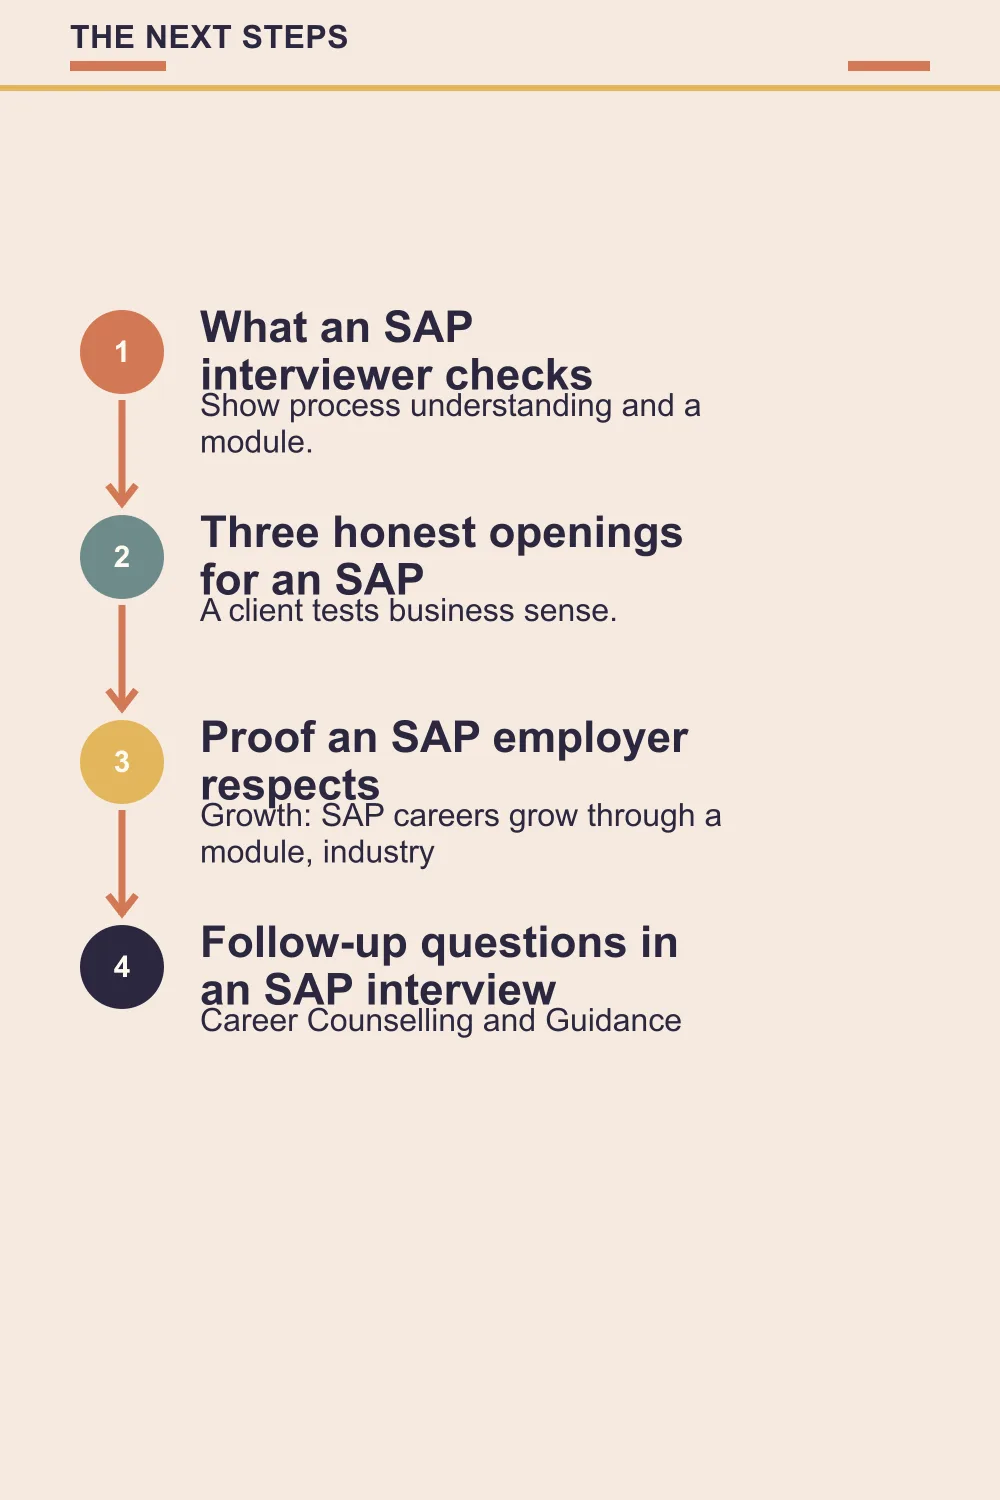 THE NEXT STEPS
1
What an SAP
interviewer checks
Show process understanding and a
module.
2
Three honest openings
for an SAP
A client tests business sense.
3
Proof an SAP employer
respects
Growth: SAP careers grow through a
module, industry
4
Follow-up questions in
an SAP interview
Career Counselling and Guidance